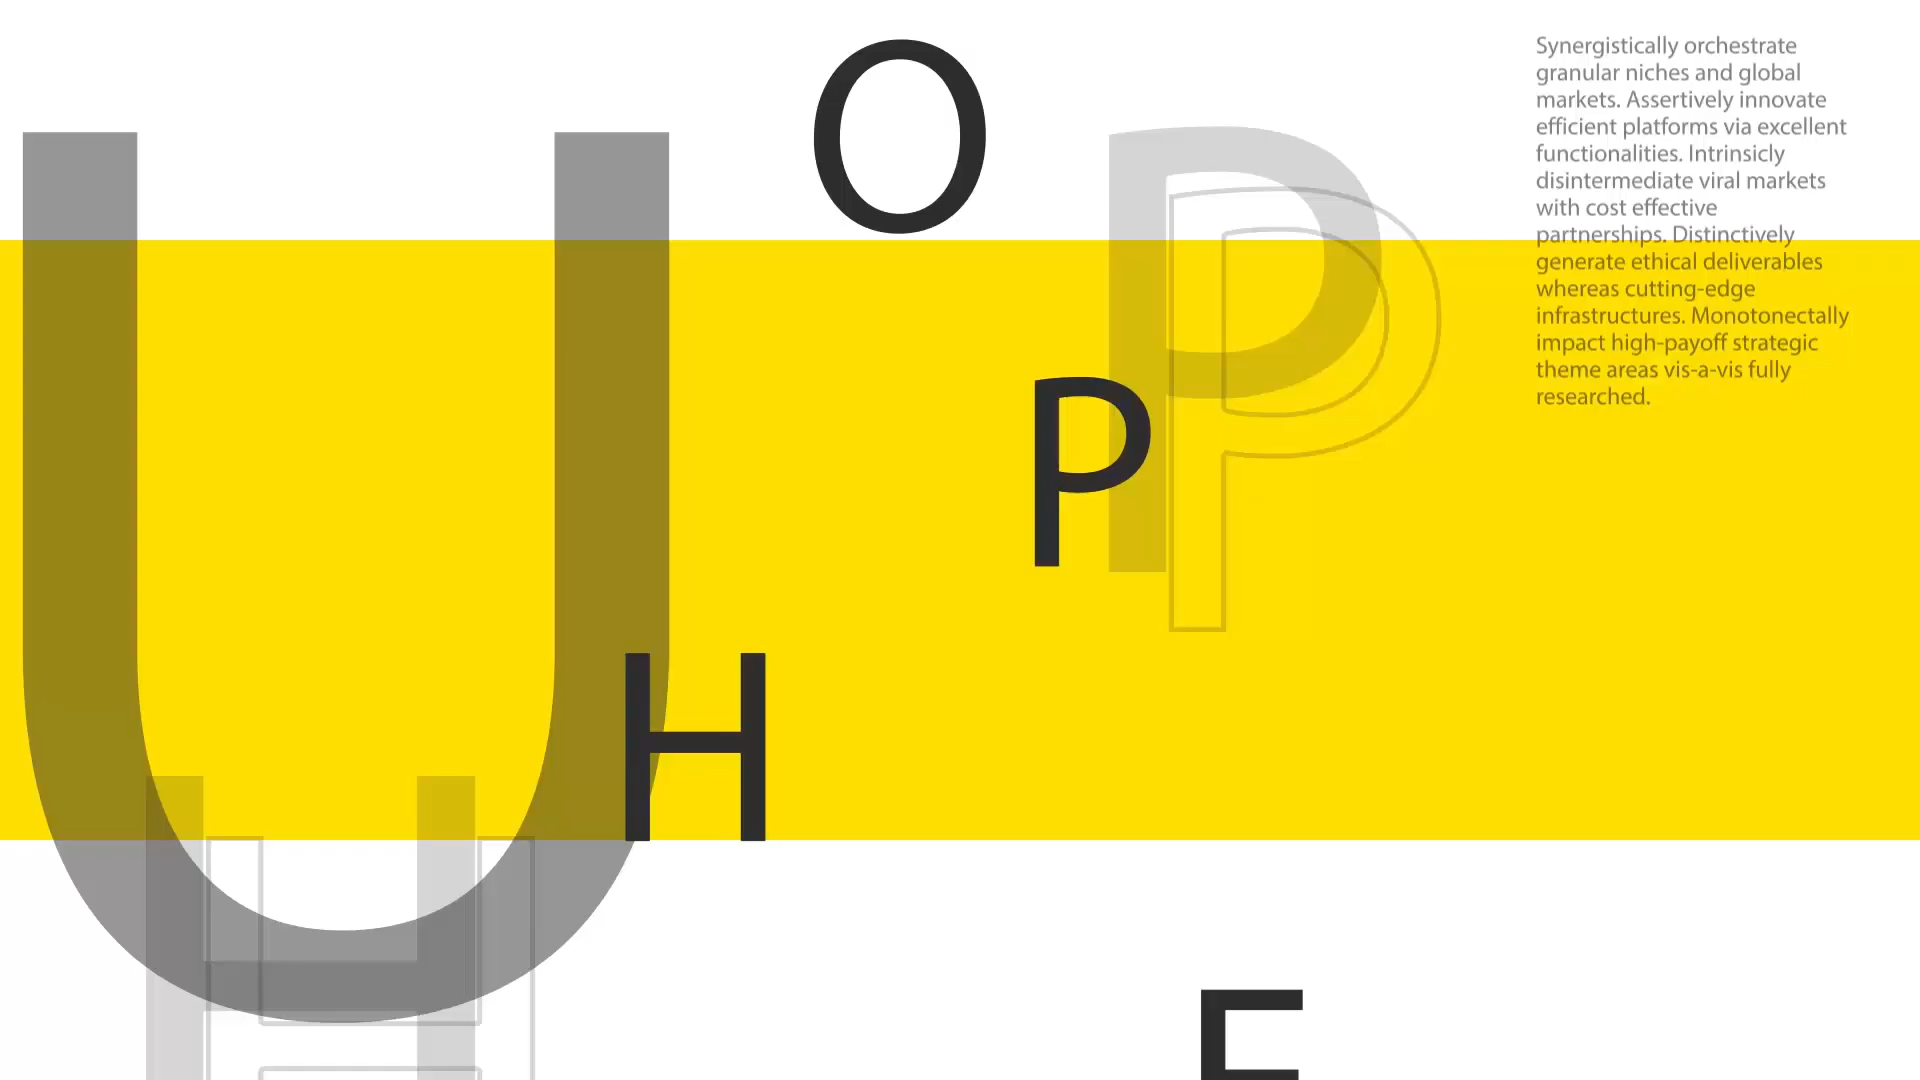 O
U
P
P
Synergistically orchestrate
granular niches and global
markets. Assertively innovate
efficient platforms via excellent
functionalities. Intrinsicly
disintermediate viral markets
with cost effective
partnerships. Distinctively
generate ethical deliverables
whereas cutting-edge
infrastructures. Monotonectally
impact high-payoff strategic
theme areas vis-a-vis fully
researched.
P
H
H
H